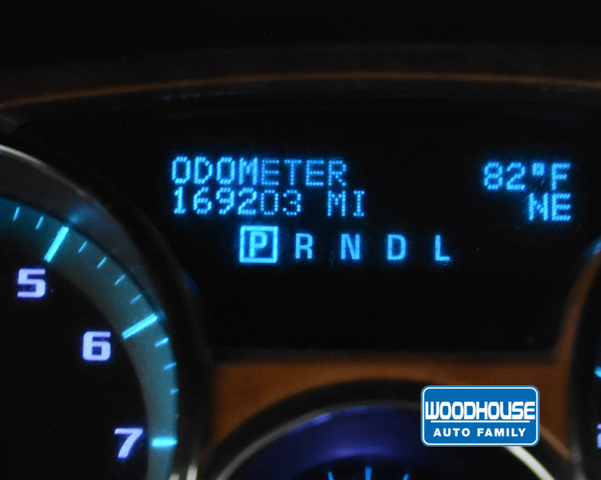 ODOMETER
82°F
169203 MI
NE
P R N D L
5
6
7
WOODHOUSE
AUTO FAMILY